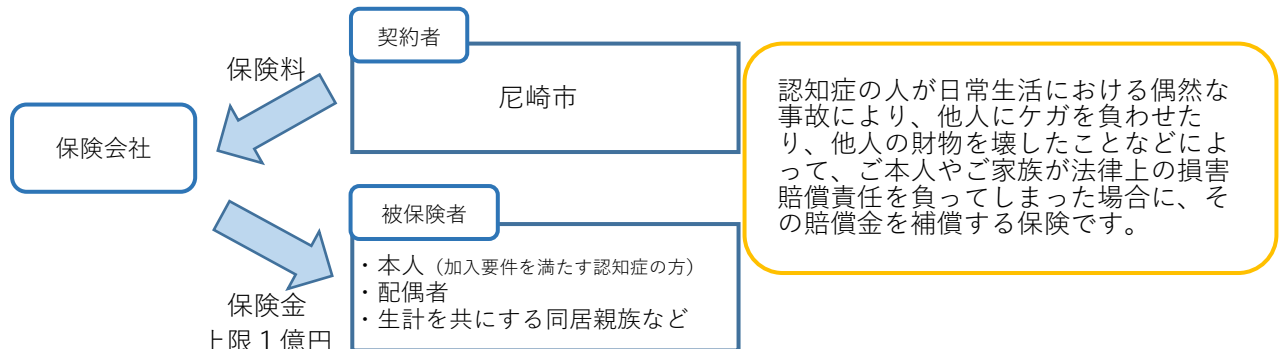 契約者
保険料
尼崎市
保険会社
被保険者
・本人（加入要件を満たす認知症の方）
・配偶者
・生計を共にする同居親族など
保険金
上限１億円
認知症の人が日常生活における偶然な
事故により、他人にケガを負わせた
り、他人の財物を壊したことなどによ
って、ご本人やご家族が法律上の損害
賠償責任を負ってしまった場合に、そ
の賠償金を補償する保険です。